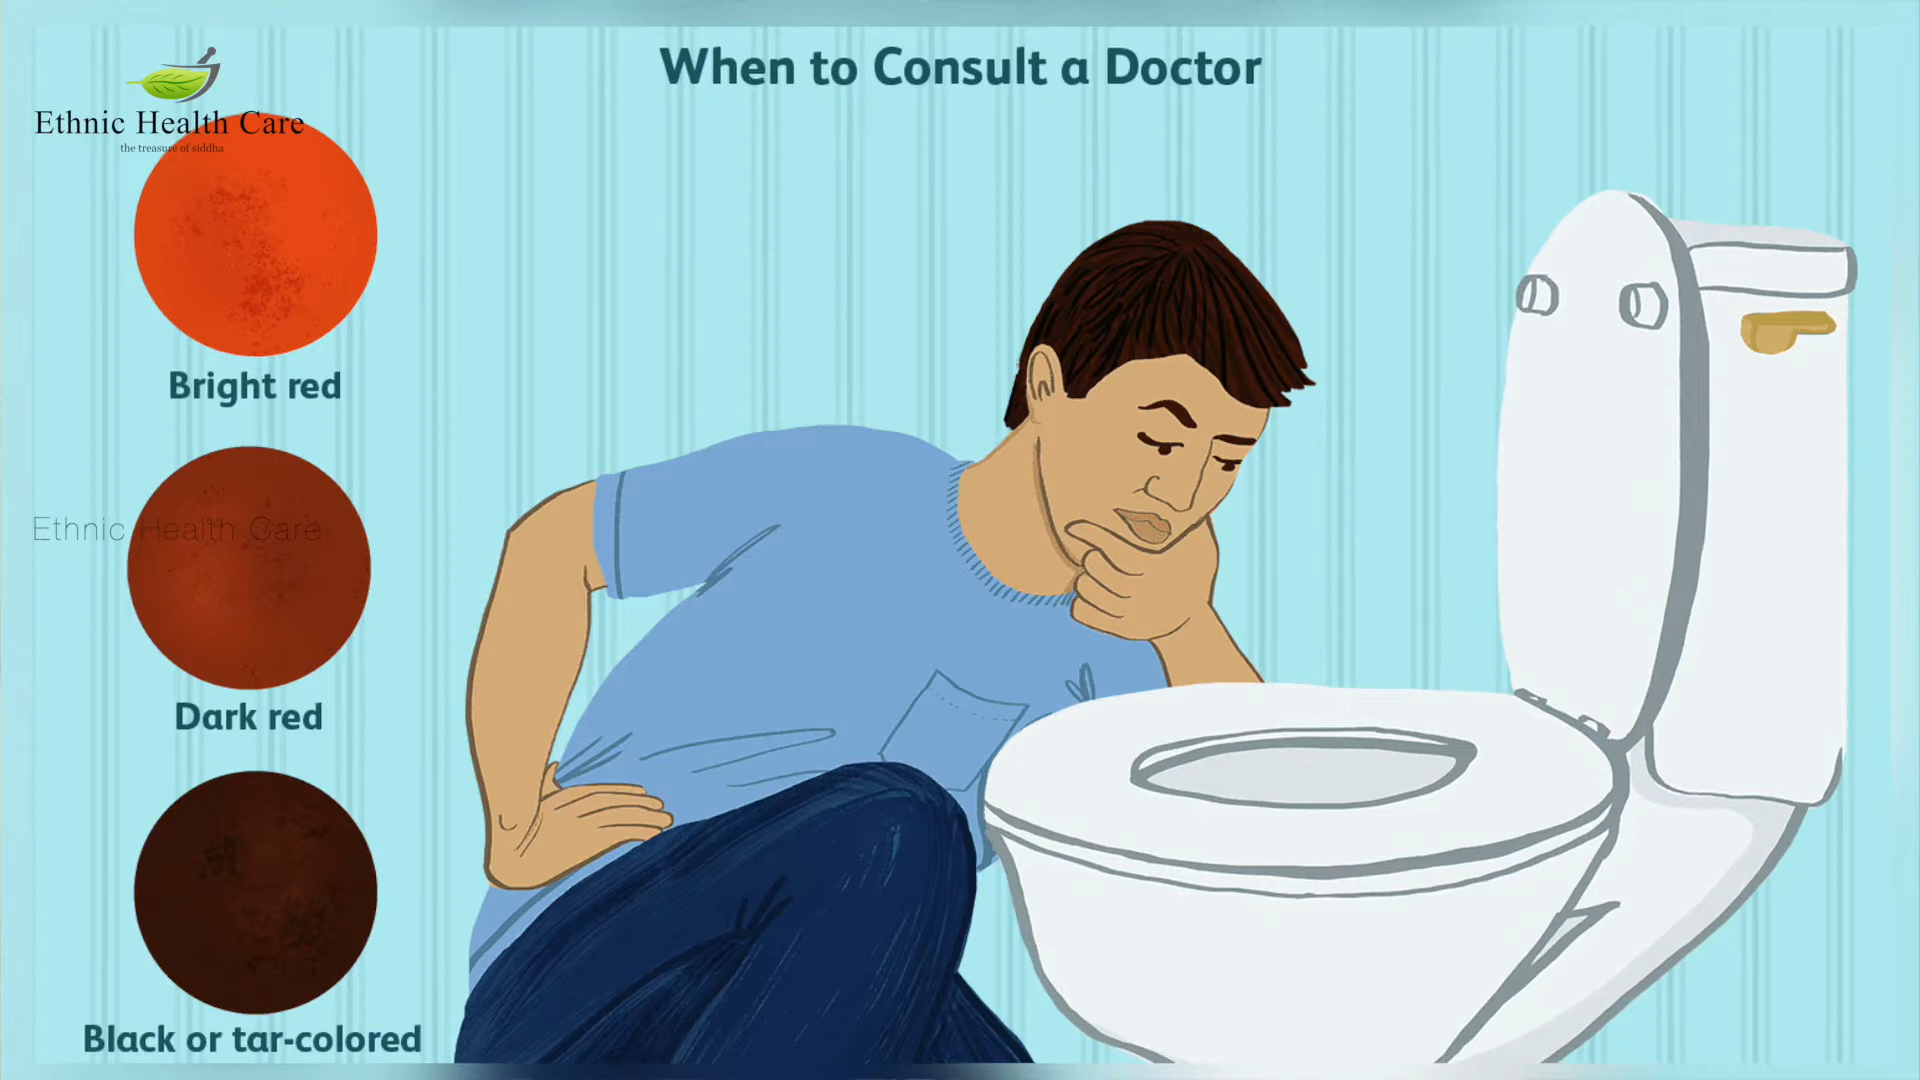 When to Consult a Doctor
Ethnic Health Care
the treasure of siddha
Bright red
Ethnic Health Care
Dark red
Black or tar-colored